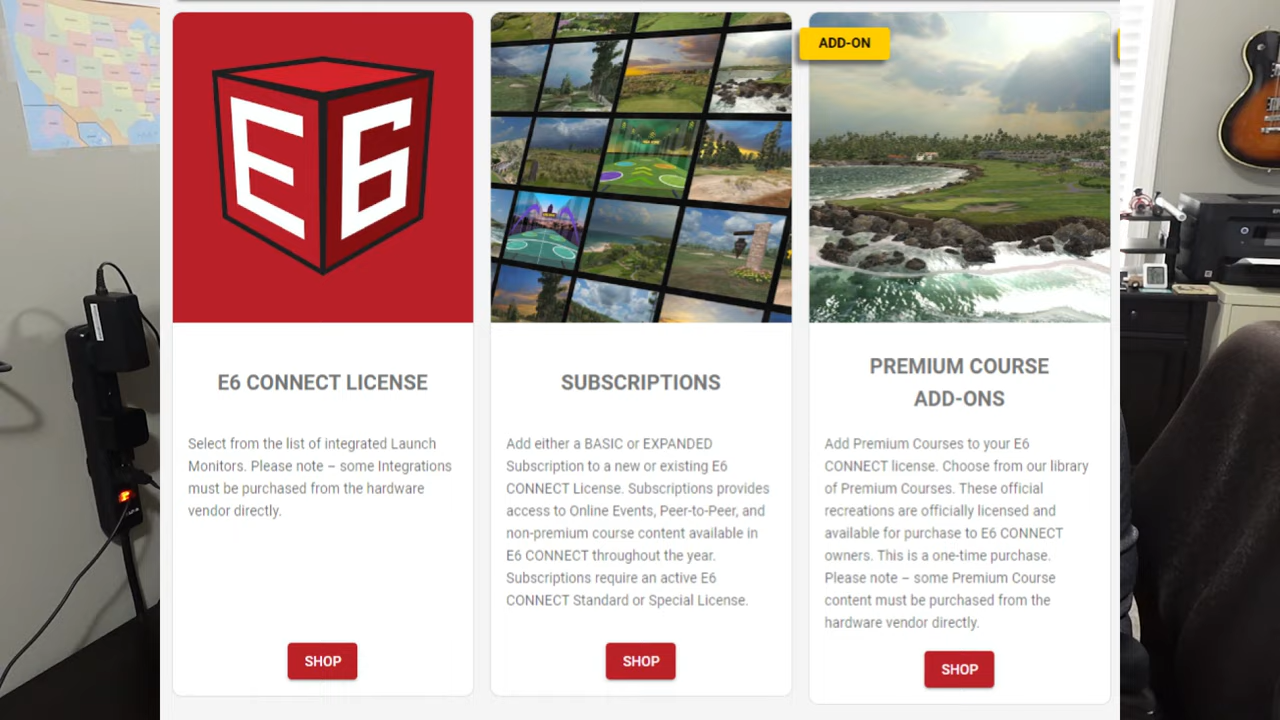 E6
E6 CONNECT LICENSE
Select from the list of integrated Launch
Monitors. Please note – some Integrations
must be purchased from the hardware
vendor directly.
SHOP
SUBSCRIPTIONS
Add either a BASIC or EXPANDED
Subscription to a new or existing E6
CONNECT License. Subscriptions provides
access to Online Events, Peer-to-Peer, and
non-premium course content available in
E6 CONNECT throughout the year.
Subscriptions require an active E6
CONNECT Standard or Special License.
SHOP
ADD-ON
PREMIUM COURSE
ADD-ONS
Add Premium Courses to your E6
CONNECT license. Choose from our library
of Premium Courses. These official
recreations are officially licensed and
available for purchase to E6 CONNECT
owners. This is a one-time purchase.
Please note – some Premium Course
content must be purchased from the
hardware vendor directly.
SHOP